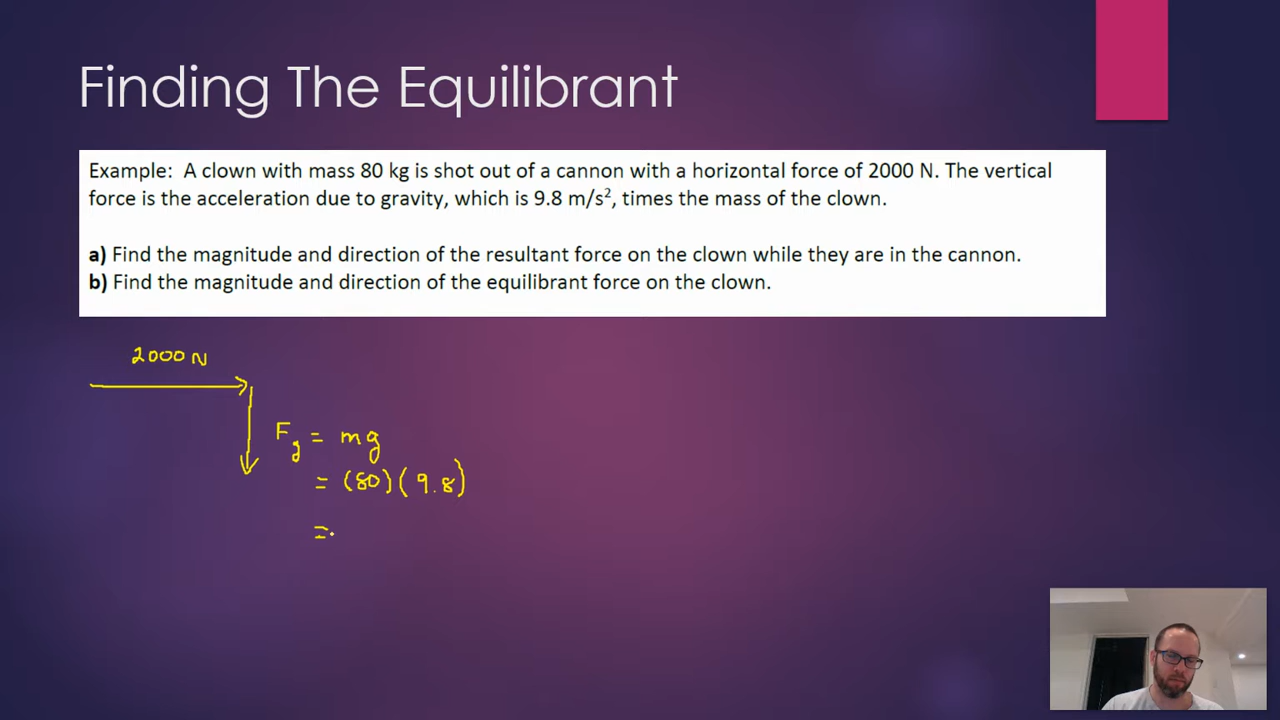 Finding The Equilibrant
Example: A clown with mass 80 kg is shot out of a cannon with a horizontal force of 2000 N. The vertical
force is the acceleration due to gravity, which is 9.8 m/s², times the mass of the clown.
a) Find the magnitude and direction of the resultant force on the clown while they are in the cannon.
b) Find the magnitude and direction of the equilibrant force on the clown.
2000 N
Fg = mg
= (80)(9.8)
=